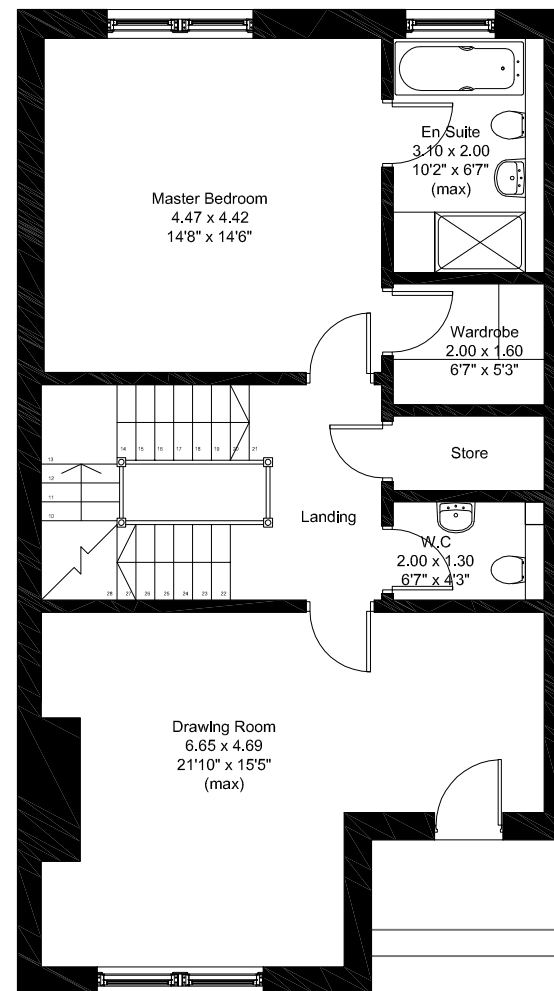 En Suite
3.10 x 2.00
10'2" x 6'7"
(max)
Master Bedroom
4.47 x 4.42
14'8" x 14'6"
Wardrobe
2.00 x 1.60
6'7" x 5'3"
14 15 16 17 18 19 20 21
Store
13
12
11
10
Landing
W.C
2.00 x 1.30
6'7" x 4'3"
28 27 26 25 24 23 22
Drawing Room
6.65 x 4.69
21'10" x 15'5"
(max)